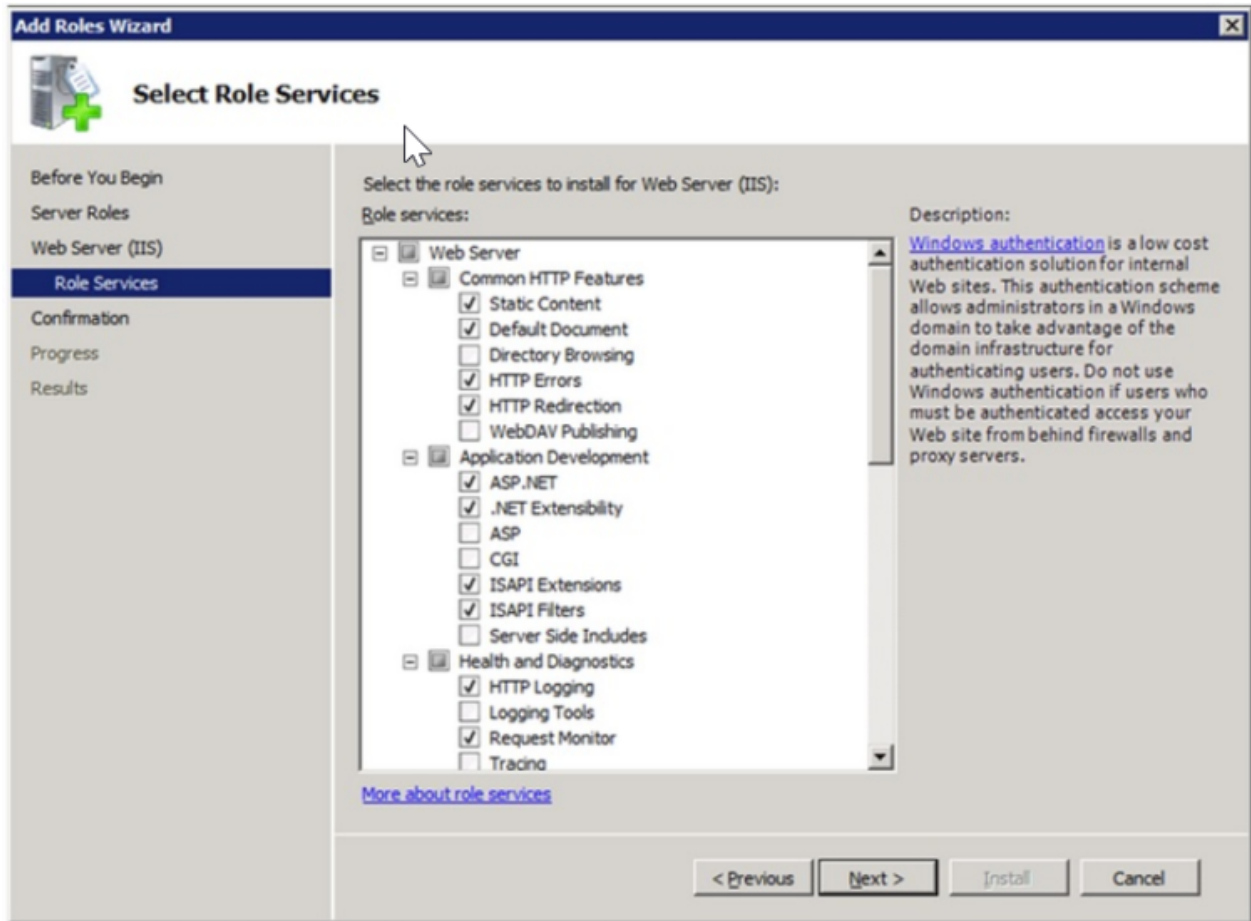 Add Roles Wizard
Select Role Services
Before You Begin
Server Roles
Web Server (IIS)
Role Services
Confirmation
Progress
Results
Select the role services to install for Web Server (IIS):
Role services:
Web Server
Common HTTP Features
Static Content
Default Document
Directory Browsing
HTTP Errors
HTTP Redirection
WebDAV Publishing
Application Development
ASP.NET
.NET Extensibility
ASP
CGI
ISAPI Extensions
ISAPI Filters
Server Side Includes
Health and Diagnostics
HTTP Logging
Logging Tools
Request Monitor
Tracing
More about role services
Description:
Windows authentication is a low cost
authentication solution for internal
Web sites. This authentication scheme
allows administrators in a Windows
domain to take advantage of the
domain infrastructure for
authenticating users. Do not use
Windows authentication if users who
must be authenticated access your
Web site from behind firewalls and
proxy servers.
< Previous Next > Install Cancel